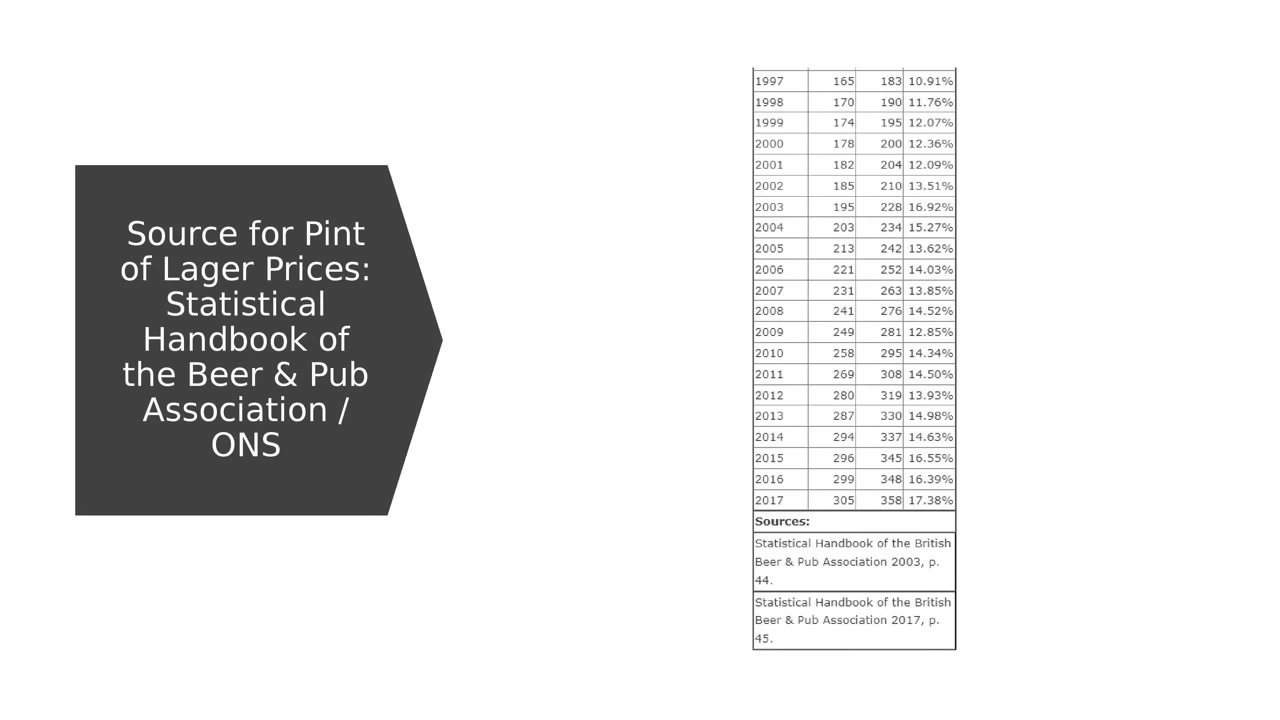 Source for Pint
of Lager Prices:
Statistical
Handbook of
the Beer & Pub
Association /
ONS
1997 165 183 10.91%
1998 170 190 11.76%
1999 174 195 12.07%
2000 178 200 12.36%
2001 182 204 12.09%
2002 185 210 13.51%
2003 195 228 16.92%
2004 203 234 15.27%
2005 213 242 13.62%
2006 221 252 14.03%
2007 231 263 13.85%
2008 241 276 14.52%
2009 249 281 12.85%
2010 258 295 14.34%
2011 269 308 14.50%
2012 280 319 13.93%
2013 287 330 14.98%
2014 294 337 14.63%
2015 296 345 16.55%
2016 299 348 16.39%
2017 305 358 17.38%
Sources:
Statistical Handbook of the British
Beer & Pub Association 2003, p.
44.
Statistical Handbook of the British
Beer & Pub Association 2017, p.
45.